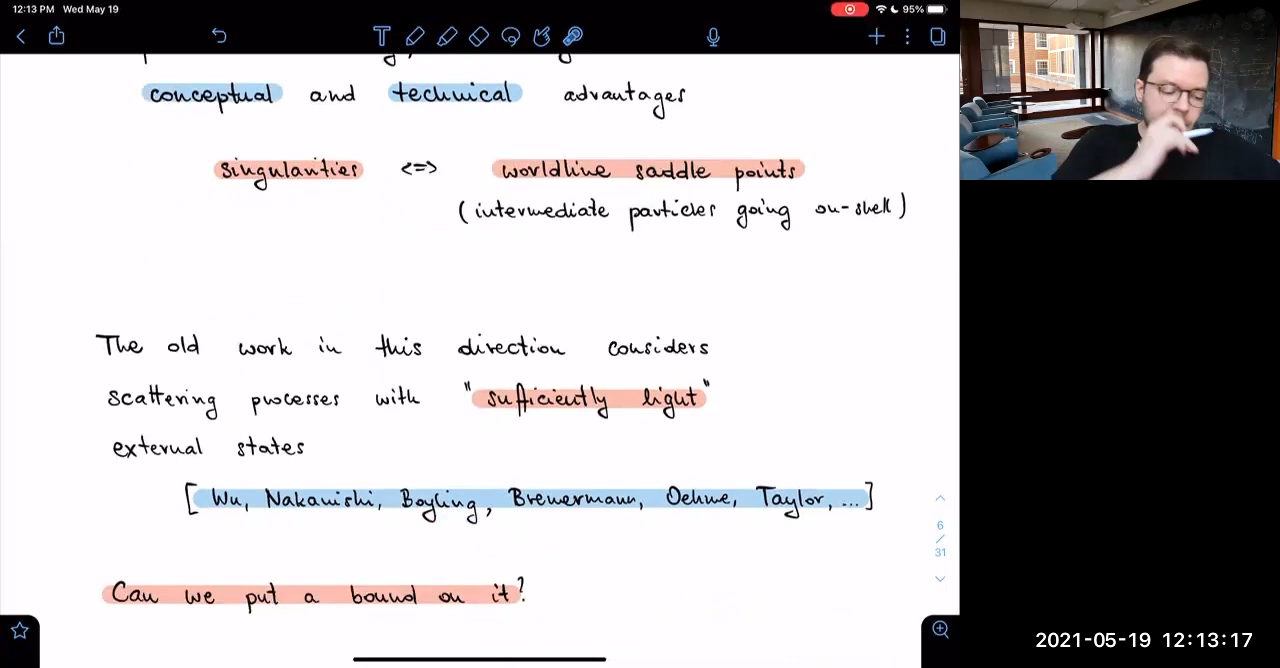 12:13 PM Wed May 19
95%
T
conceptual and technical advantages
singularities <=> worldline saddle points
(intermediate particles going on-shell)
The old work in this direction considers
scattering processes with "sufficiently light"
external states
[Wu, Nakanishi, Boyling, Bremermann, Oehme, Taylor, ...]
6
/
31
Can we put a bound on it?
2021-05-19 12:13:17